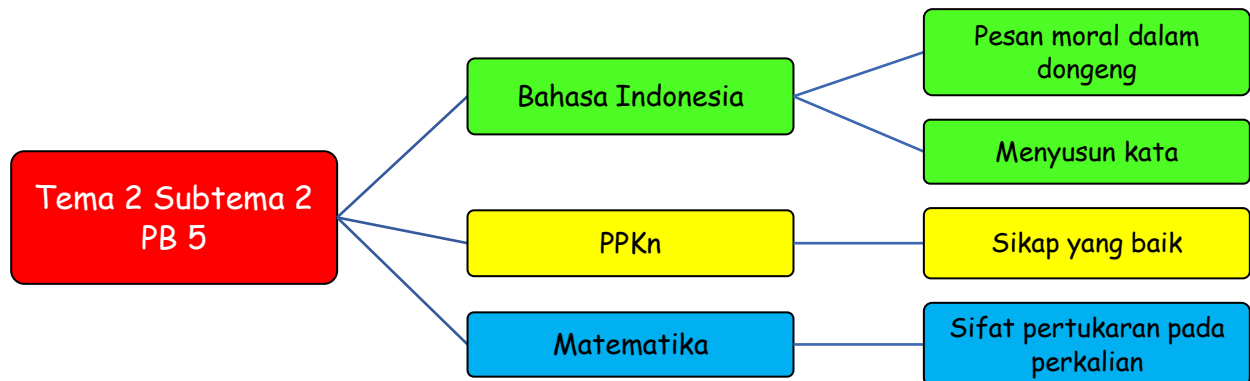 Tema 2 Subtema 2
PB 5
Bahasa Indonesia
Pesan moral dalam
dongeng
Menyusun kata
PPKn
Sikap yang baik
Matematika
Sifat pertukaran pada
perkalian